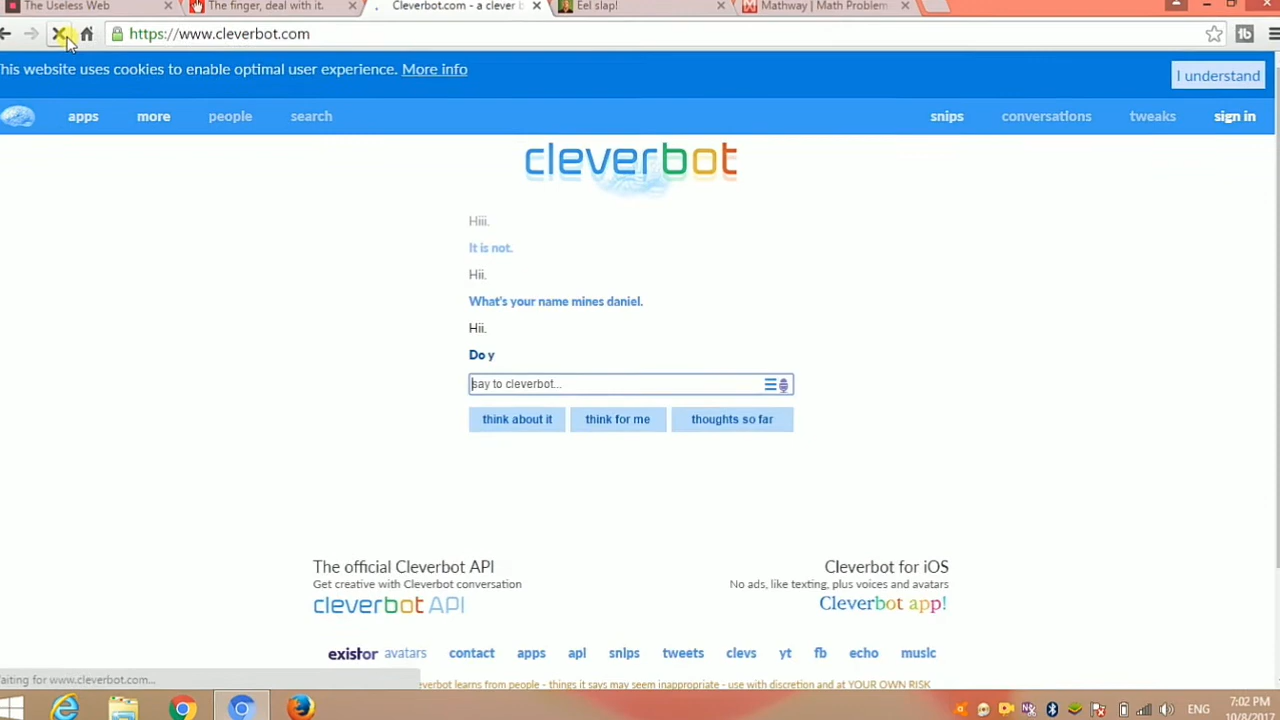 The Useless Web
The finger, deal with it.
Cleverbot.com - a clever b
Eel slap!
Mathway | Math Problem
https://www.cleverbot.com
his website uses cookies to enable optimal user experience. More info
I understand
apps more people search snips conversations tweaks sign in
cleverbot
Hiii.
It is not.
Hii.
What's your name mines daniel.
Hii.
Do y
say to cleverbot...
think about it think for me thoughts so far
The official Cleverbot API
Get creative with Cleverbot conversation
cleverbot API
Cleverbot for iOS
No ads, like texting, plus voices and avatars
Cleverbot app!
existor avatars contact apps api snips tweets clevs yt fb echo music
aiting for www.cleverbot.com...
everbot learns from people - things it says may seem inappropriate - use with discretion and at YOUR OWN RISK
ENG
7:02 PM
10/8/2017